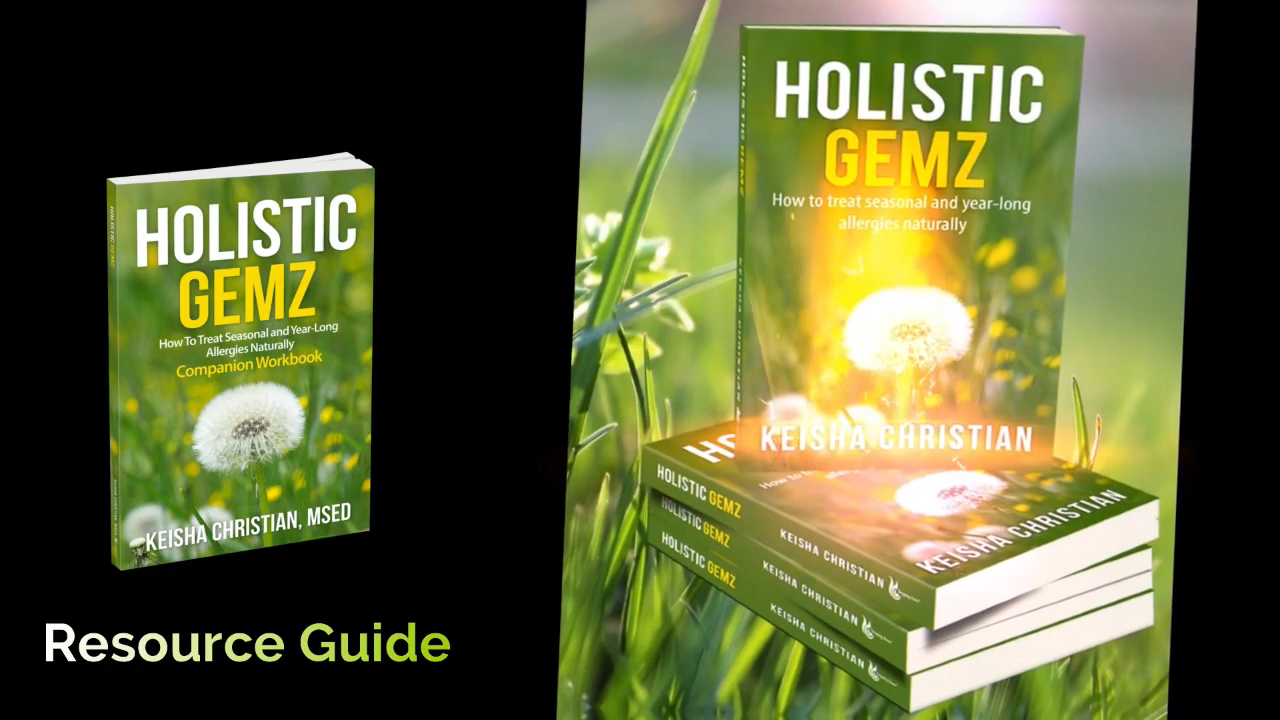 HOLISTIC
GEMZ
How To Treat Seasonal and Year-Long
Allergies Naturally
Companion Workbook
KEISHA CHRISTIAN, MSED
Resource Guide
HOLISTIC
GEMZ
How to treat seasonal and year-long
allergies naturally
KEISHA CHRISTIAN
HOLISTIC GEMZ
KEISHA CHRISTIAN
KEISHA CHRISTIAN
HOLISTIC GEMZ
KEISHA CHRISTIAN
HOLISTIC GEMZ
KEISHA CHRISTIAN